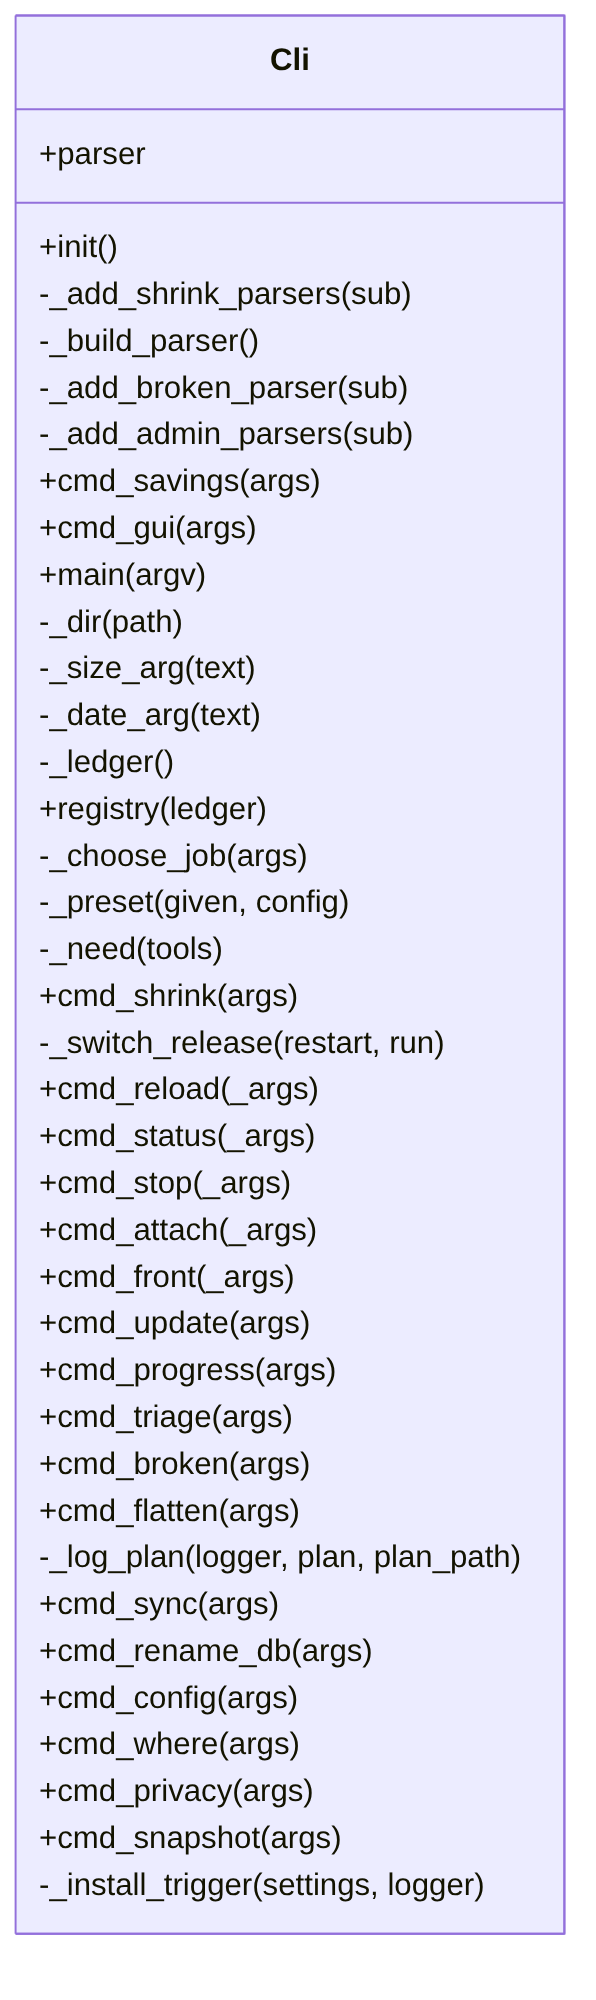 Cli
+parser
+init()
-_add_shrink_parsers(sub)
-_build_parser()
-_add_broken_parser(sub)
-_add_admin_parsers(sub)
+cmd_savings(args)
+cmd_gui(args)
+main(argv)
-_dir(path)
-_size_arg(text)
-_date_arg(text)
-_ledger()
+registry(ledger)
-_choose_job(args)
-_preset(given, config)
-_need(tools)
+cmd_shrink(args)
-_switch_release(restart, run)
+cmd_reload(_args)
+cmd_status(_args)
+cmd_stop(_args)
+cmd_attach(_args)
+cmd_front(_args)
+cmd_update(args)
+cmd_progress(args)
+cmd_triage(args)
+cmd_broken(args)
+cmd_flatten(args)
-_log_plan(logger, plan, plan_path)
+cmd_sync(args)
+cmd_rename_db(args)
+cmd_config(args)
+cmd_where(args)
+cmd_privacy(args)
+cmd_snapshot(args)
-_install_trigger(settings, logger)